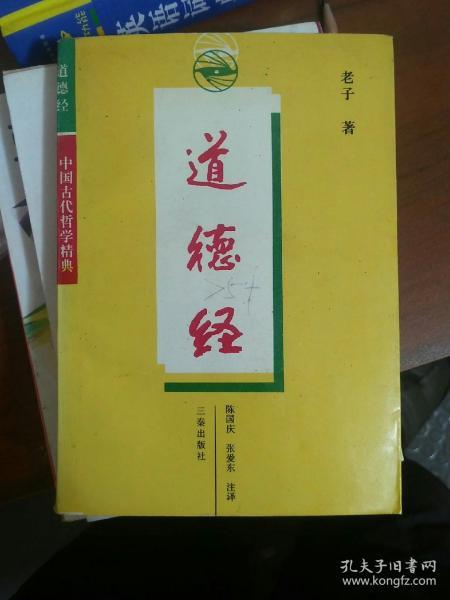 道德经
中国古代哲学精典
老子 著
道德经
陈国庆 张爱东 注译
三秦出版社
孔夫子旧书网
www.kongfz.com